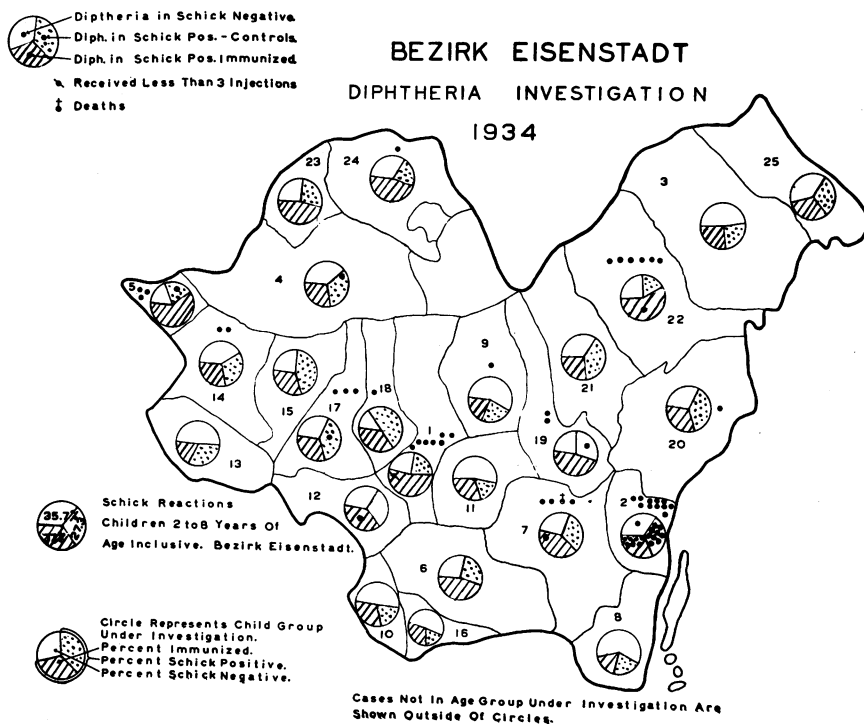 Diptheria in Schick Negative.
Diph. in Schick Pos.-Controls.
Diph. in Schick Pos. Immunized.
Received Less Than 3 Injections
Deaths
BEZIRK EISENSTADT
DIPHTHERIA INVESTIGATION
1934
23
24
3
25
4
5
22
14
15
17
18
9
21
13
1
19
20
12
11
2
7
6
8
10
16
35.7%
27.3
Schick Reactions
Children 2 to 8 Years Of
Age Inclusive. Bezirk Eisenstadt.
Circle Represents Child Group
Under Investigation.
Percent Immunized.
Percent Schick Positive.
Percent Schick Negative.
Cases Not In Age Group Under Investigation Are
Shown Outside Of Circles.